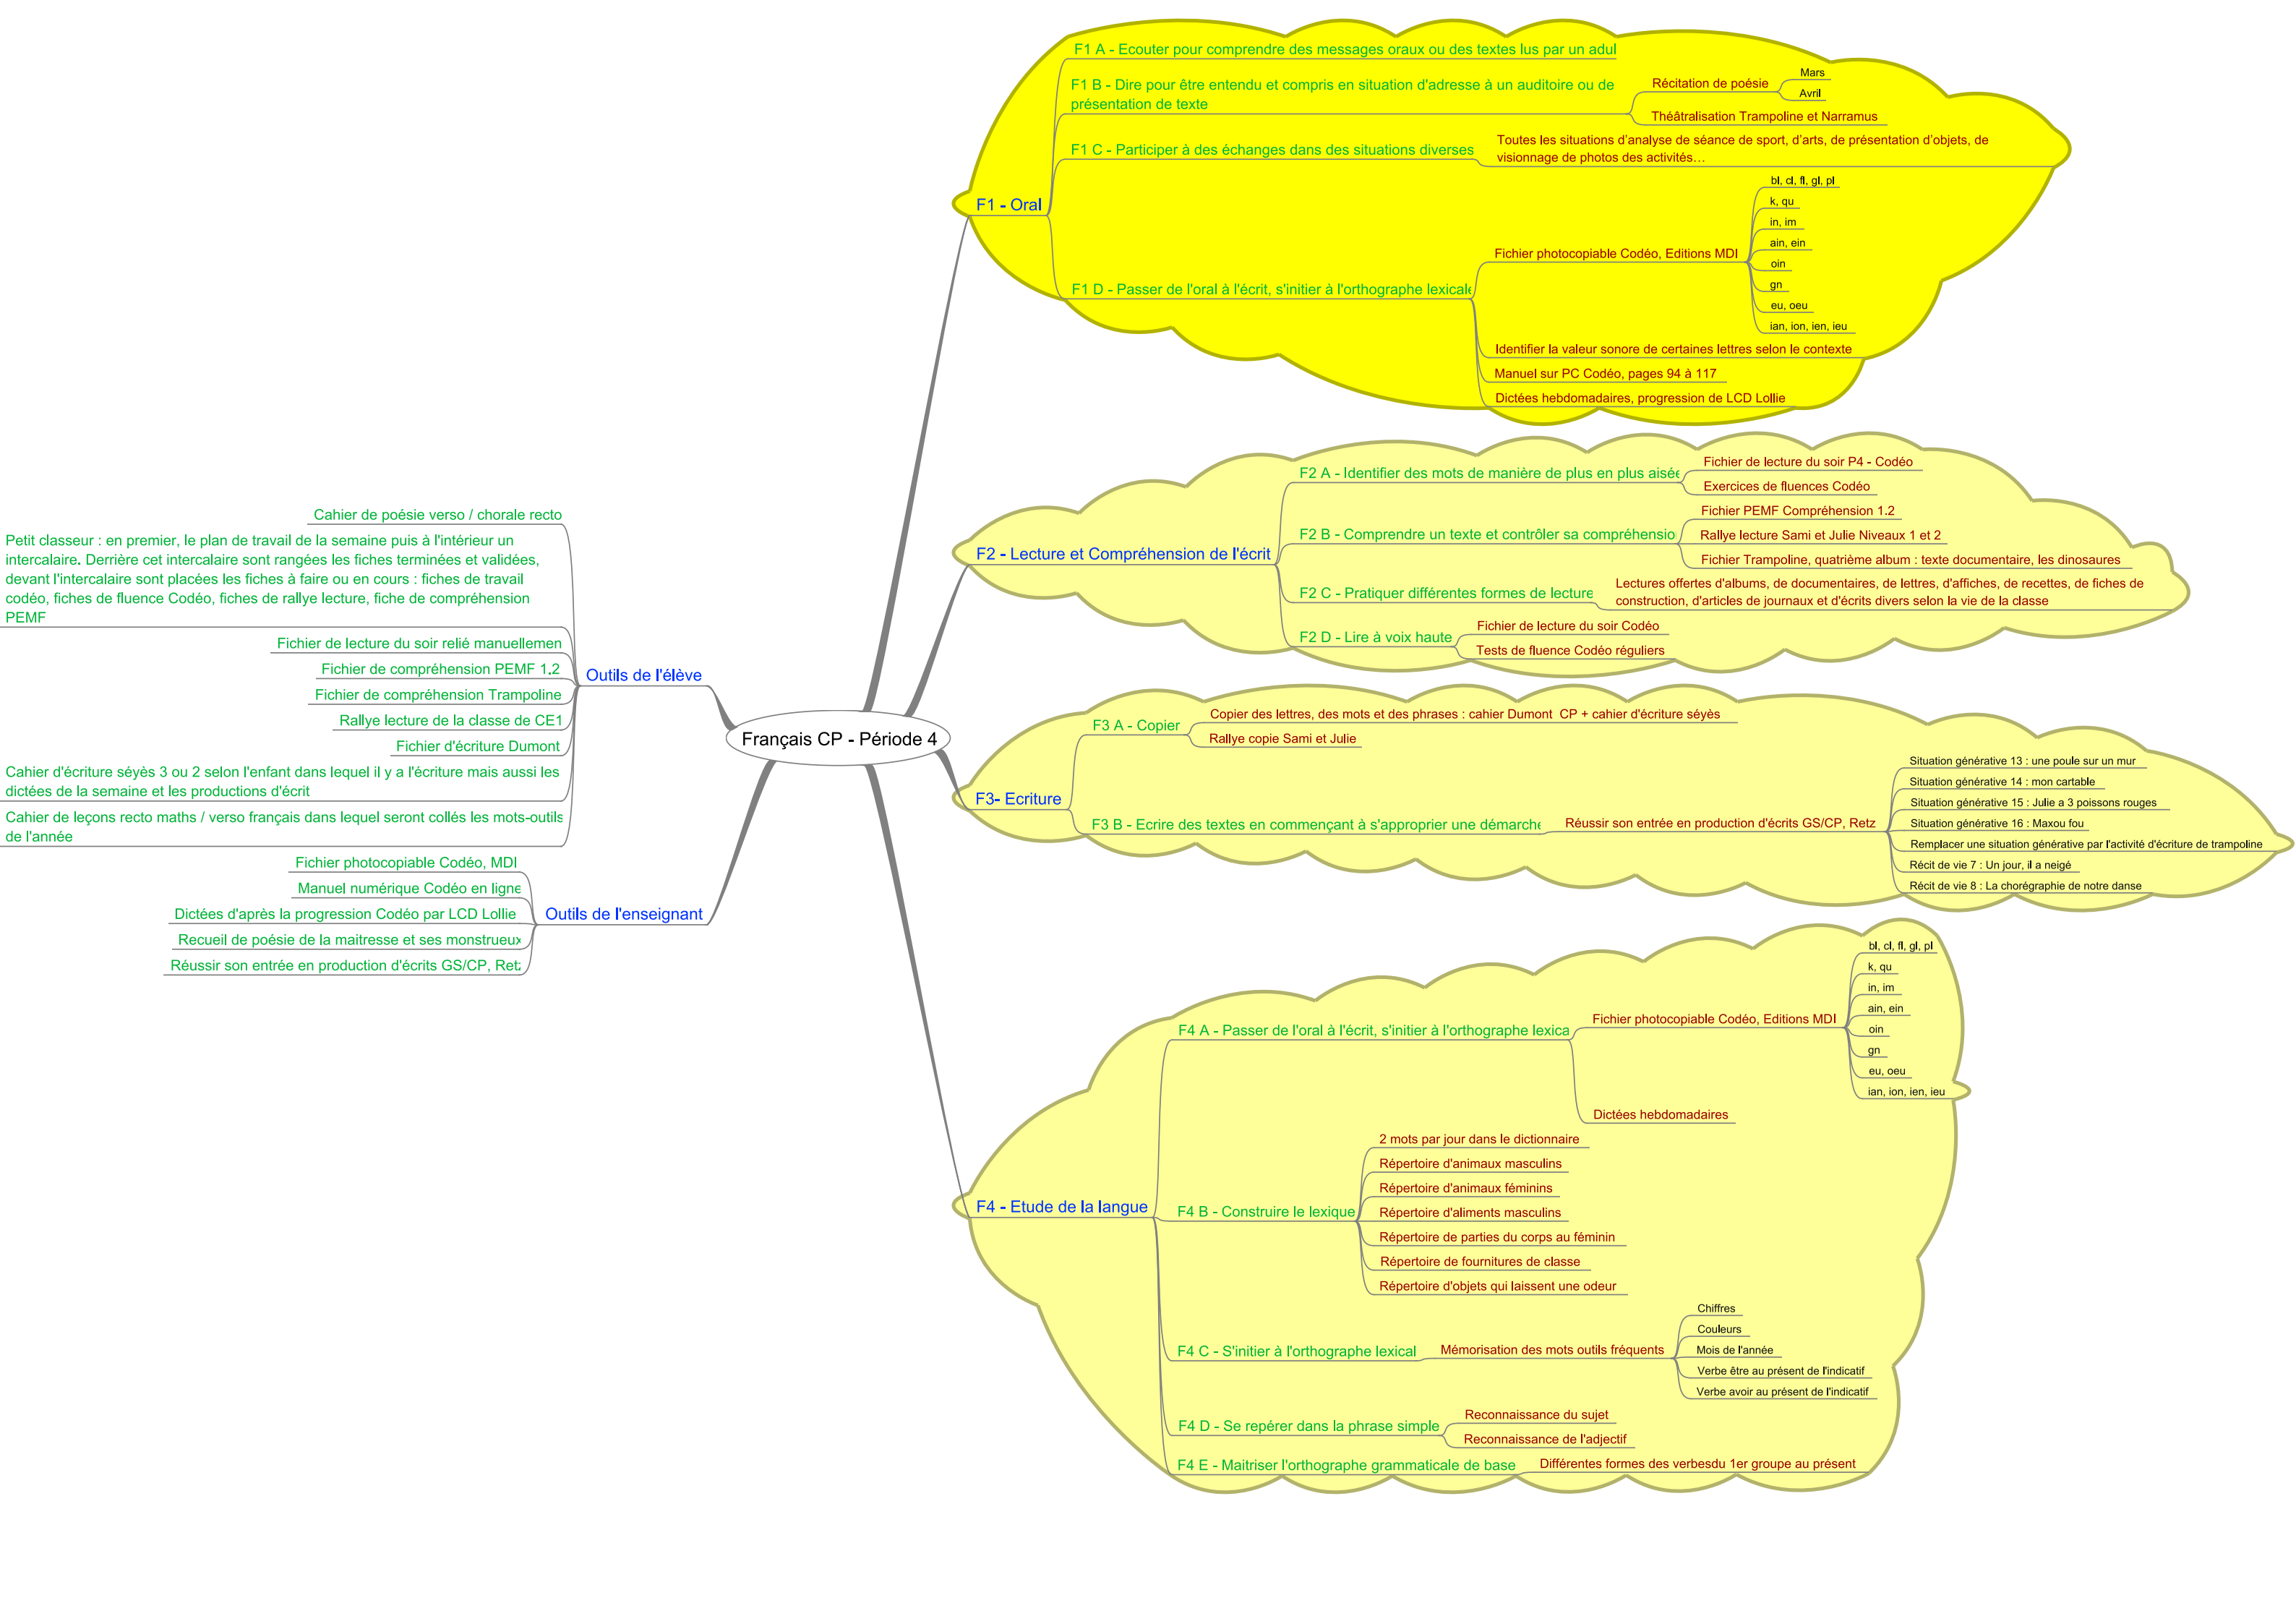 Français CP - Période 4
F1 - Oral
F1 A - Ecouter pour comprendre des messages oraux ou des textes lus par un adul
F1 B - Dire pour être entendu et compris en situation d'adresse à un auditoire ou de
présentation de texte
Récitation de poésie
Mars
Avril
Théâtralisation Trampoline et Narramus
F1 C - Participer à des échanges dans des situations diverses
Toutes les situations d'analyse de séance de sport, d'arts, de présentation d'objets, de
visionnage de photos des activités…
F1 D - Passer de l'oral à l'écrit, s'initier à l'orthographe lexicale
Fichier photocopiable Codéo, Editions MDI
bl, cl, fl, gl, pl
k, qu
in, im
ain, ein
oin
gn
eu, oeu
ian, ion, ien, ieu
Identifier la valeur sonore de certaines lettres selon le contexte
Manuel sur PC Codéo, pages 94 à 117
Dictées hebdomadaires, progression de LCD Lollie
F2 - Lecture et Compréhension de l'écrit
F2 A - Identifier des mots de manière de plus en plus aisée
Fichier de lecture du soir P4 - Codéo
Exercices de fluences Codéo
F2 B - Comprendre un texte et contrôler sa compréhensio
Fichier PEMF Compréhension 1.2
Rallye lecture Sami et Julie Niveaux 1 et 2
Fichier Trampoline, quatrième album : texte documentaire, les dinosaures
F2 C - Pratiquer différentes formes de lecture
Lectures offertes d'albums, de documentaires, de lettres, d'affiches, de recettes, de fiches de
construction, d'articles de journaux et d'écrits divers selon la vie de la classe
F2 D - Lire à voix haute
Fichier de lecture du soir Codéo
Tests de fluence Codéo réguliers
F3- Ecriture
F3 A - Copier
Copier des lettres, des mots et des phrases : cahier Dumont  CP + cahier d'écriture séyès
Rallye copie Sami et Julie
F3 B - Ecrire des textes en commençant à s'approprier une démarche
Réussir son entrée en production d'écrits GS/CP, Retz
Situation générative 13 : une poule sur un mur
Situation générative 14 : mon cartable
Situation générative 15 : Julie a 3 poissons rouges
Situation générative 16 : Maxou fou
Remplacer une situation générative par l'activité d'écriture de trampoline
Récit de vie 7 : Un jour, il a neigé
Récit de vie 8 : La chorégraphie de notre danse
F4 - Etude de la langue
F4 A - Passer de l'oral à l'écrit, s'initier à l'orthographe lexica
Fichier photocopiable Codéo, Editions MDI
bl, cl, fl, gl, pl
k, qu
in, im
ain, ein
oin
gn
eu, oeu
ian, ion, ien, ieu
Dictées hebdomadaires
F4 B - Construire le lexique
2 mots par jour dans le dictionnaire
Répertoire d'animaux masculins
Répertoire d'animaux féminins
Répertoire d'aliments masculins
Répertoire de parties du corps au féminin
Répertoire de fournitures de classe
Répertoire d'objets qui laissent une odeur
F4 C - S'initier à l'orthographe lexical
Mémorisation des mots outils fréquents
Chiffres
Couleurs
Mois de l'année
Verbe être au présent de l'indicatif
Verbe avoir au présent de l'indicatif
F4 D - Se repérer dans la phrase simple
Reconnaissance du sujet
Reconnaissance de l'adjectif
F4 E - Maitriser l'orthographe grammaticale de base
Différentes formes des verbesdu 1er groupe au présent
Outils de l'élève
Cahier de poésie verso / chorale recto
Petit classeur : en premier, le plan de travail de la semaine puis à l'intérieur un
intercalaire. Derrière cet intercalaire sont rangées les fiches terminées et validées,
devant l'intercalaire sont placées les fiches à faire ou en cours : fiches de travail
codéo, fiches de fluence Codéo, fiches de rallye lecture, fiche de compréhension
PEMF
Fichier de lecture du soir relié manuellemen
Fichier de compréhension PEMF 1.2
Fichier de compréhension Trampoline
Rallye lecture de la classe de CE1
Fichier d'écriture Dumont
Cahier d'écriture séyès 3 ou 2 selon l'enfant dans lequel il y a l'écriture mais aussi les
dictées de la semaine et les productions d'écrit
Cahier de leçons recto maths / verso français dans lequel seront collés les mots-outils
de l'année
Outils de l'enseignant
Fichier photocopiable Codéo, MDI
Manuel numérique Codéo en ligne
Dictées d'après la progression Codéo par LCD Lollie
Recueil de poésie de la maitresse et ses monstrueux
Réussir son entrée en production d'écrits GS/CP, Retz